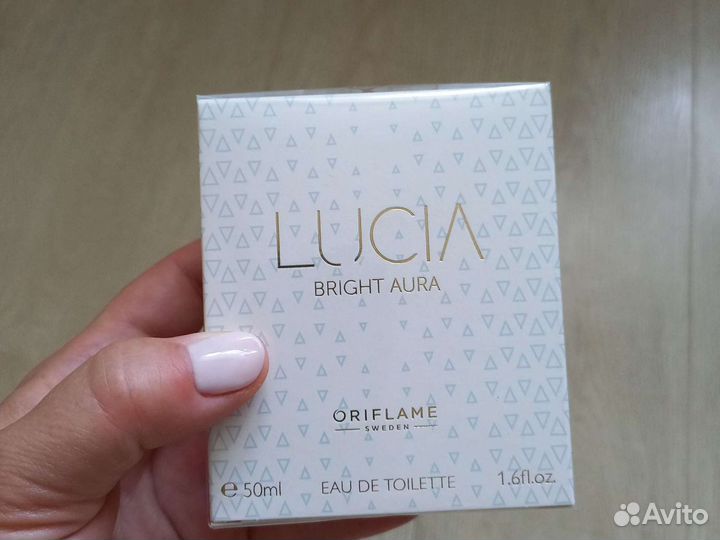 LUCIA
BRIGHT AURA
ORIFLAME
SWEDEN
℮ 50ml EAU DE TOILETTE 1.6fl.oz.
Avito